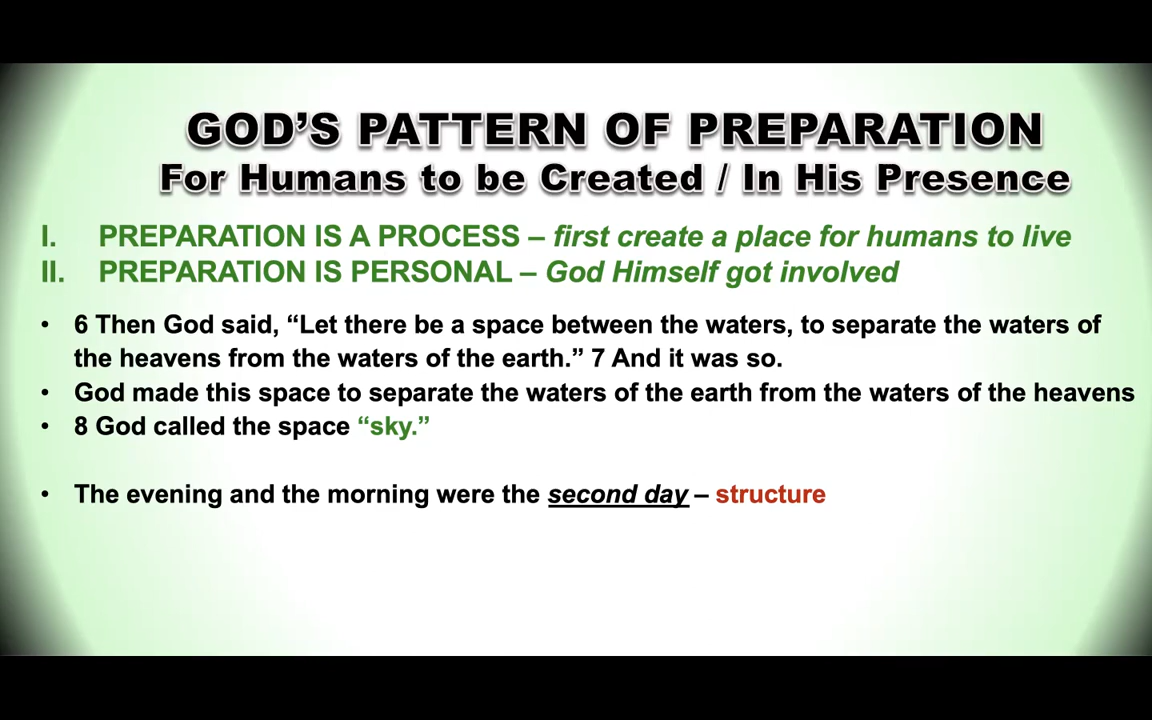 GOD’S PATTERN OF PREPARATION
For Humans to be Created / In His Presence
I. PREPARATION IS A PROCESS – first create a place for humans to live
II. PREPARATION IS PERSONAL – God Himself got involved
• 6 Then God said, “Let there be a space between the waters, to separate the waters of
the heavens from the waters of the earth.” 7 And it was so.
• God made this space to separate the waters of the earth from the waters of the heavens
• 8 God called the space “sky.”
• The evening and the morning were the second day – structure